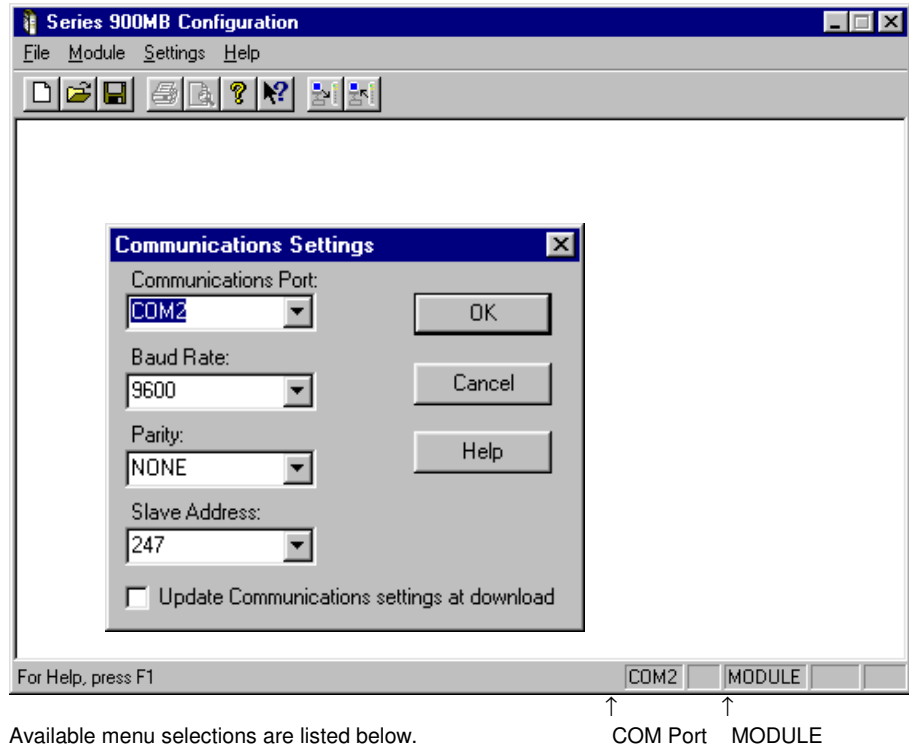 Series 900MB Configuration
File Module Settings Help
Communications Settings
Communications Port:
COM2
OK
Baud Rate:
9600
Cancel
Parity:
NONE
Help
Slave Address:
247
Update Communications settings at download
For Help, press F1 COM2 MODULE
↑ ↑
Available menu selections are listed below. COM Port MODULE